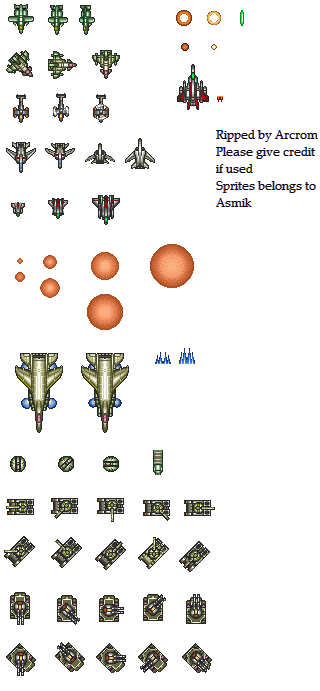 Ripped by Arcrom
Please give credit
if used
Sprites belongs to
Asmik